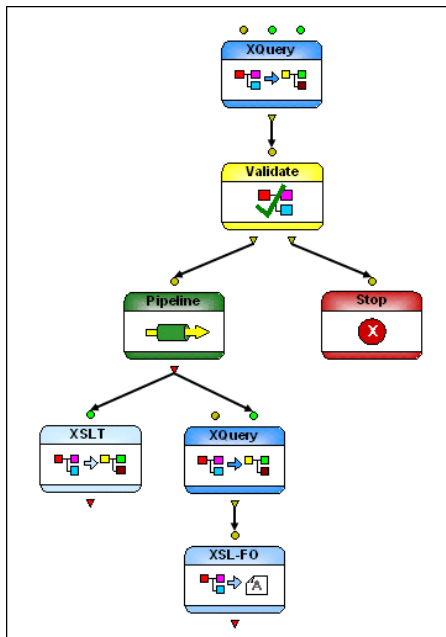 XQuery
Validate
Pipeline
Stop
X
XSLT
XQuery
XSL-FO
A